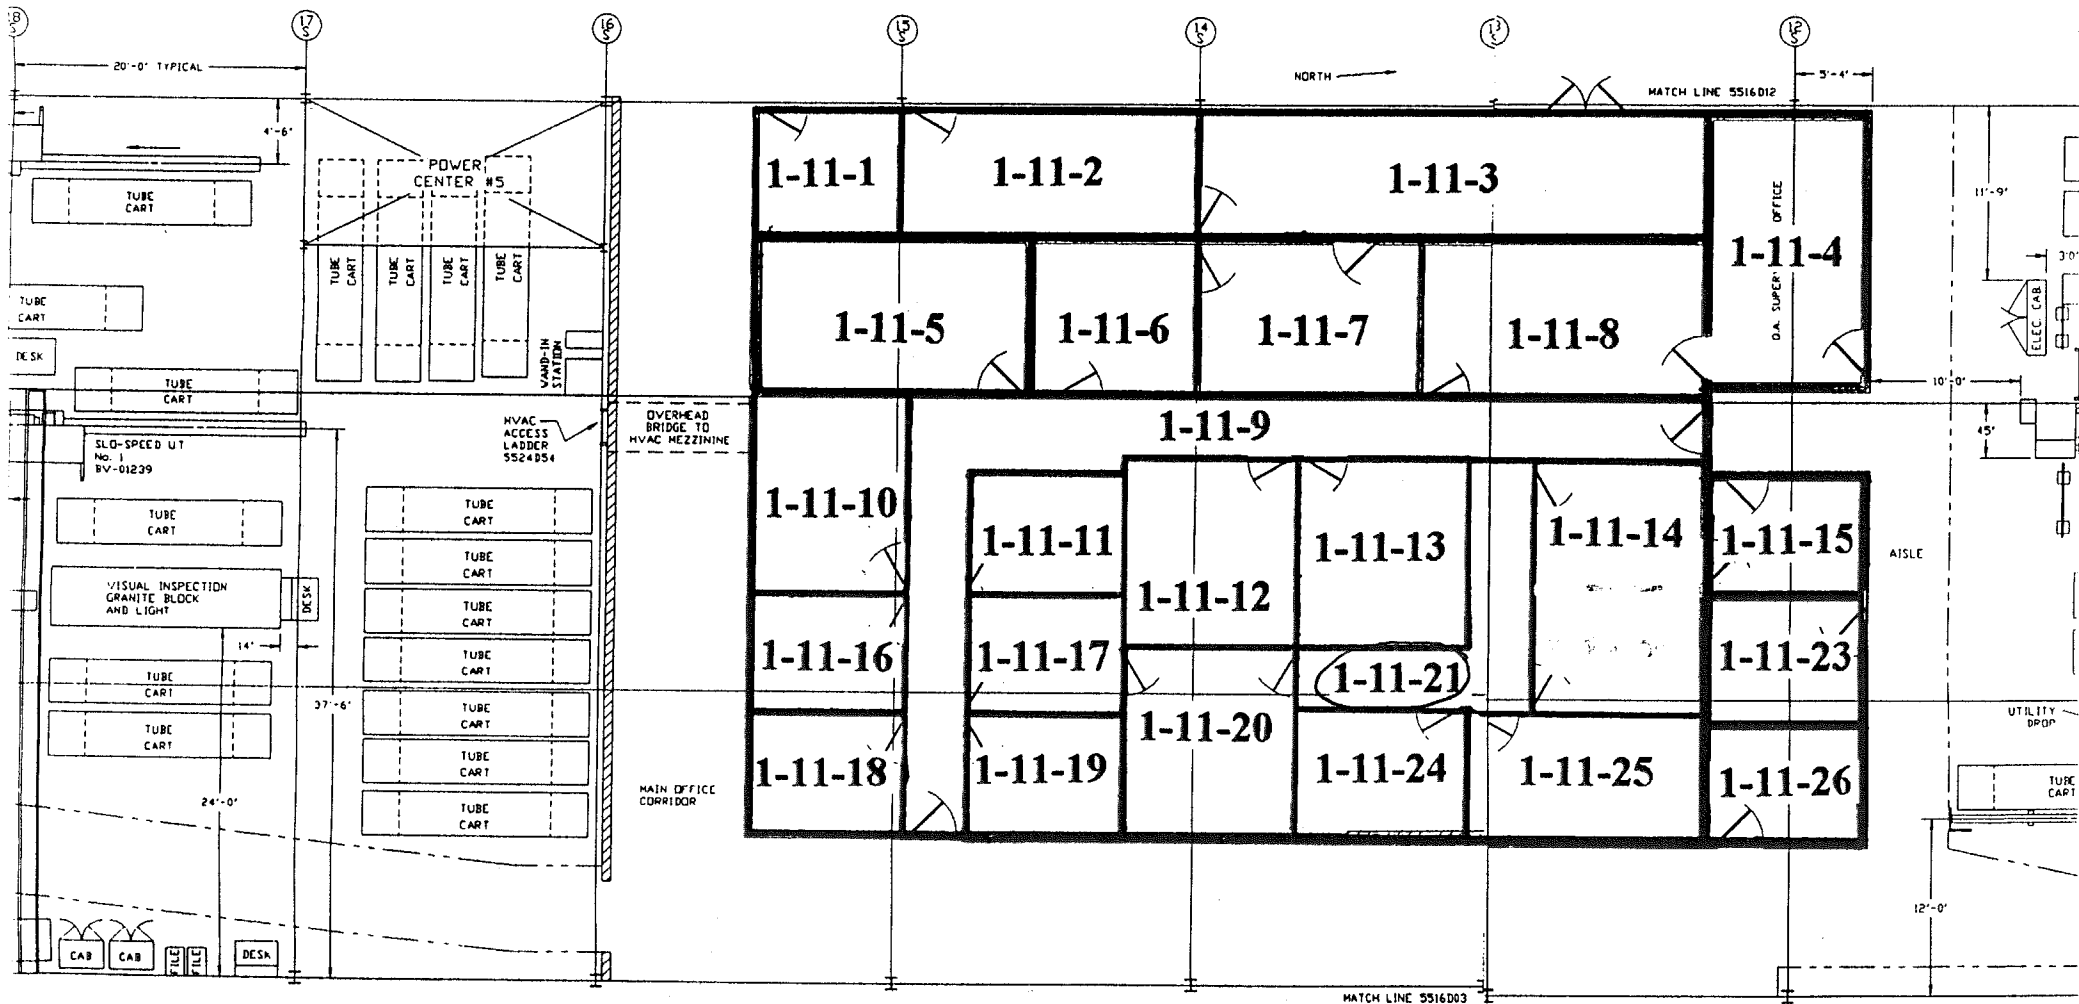 18
S
17
S
16
S
15
S
14
S
13
S
12
S
20'-0" TYPICAL
NORTH
5'-4"
MATCH LINE 5516D12
4'-6"
POWER
CENTER #5
TUBE
CART
TUBE
CART
TUBE
CART
TUBE
CART
TUBE
CART
TUBE
CART
DESK
TUBE
CART
HVAC
ACCESS
LADDER
5524D54
OVERHEAD
BRIDGE TO
HVAC MEZZININE
SLO-SPEED UT
No. 1
BV-01239
TUBE
CART
VISUAL INSPECTION
GRANITE BLOCK
AND LIGHT
DESK
14"
TUBE
CART
TUBE
CART
37'-6"
24'-0"
TUBE
CART
TUBE
CART
TUBE
CART
TUBE
CART
TUBE
CART
TUBE
CART
TUBE
CART
CAB
CAB
FILE
FILE
DESK
MAIN OFFICE
CORRIDOR
1-11-1
1-11-2
1-11-3
1-11-4
Q.A. SUPER
OFFICE
1-11-5
1-11-6
1-11-7
1-11-8
1-11-9
1-11-10
1-11-11
1-11-12
1-11-13
1-11-14
1-11-15
1-11-16
1-11-17
1-11-21
1-11-23
1-11-18
1-11-19
1-11-20
1-11-24
1-11-25
1-11-26
11'-9"
ELEC. CAB.
3'0"
10'-0"
45"
AISLE
UTILITY
DROP
TUBE
CART
12'-0"
MATCH LINE 5516D03